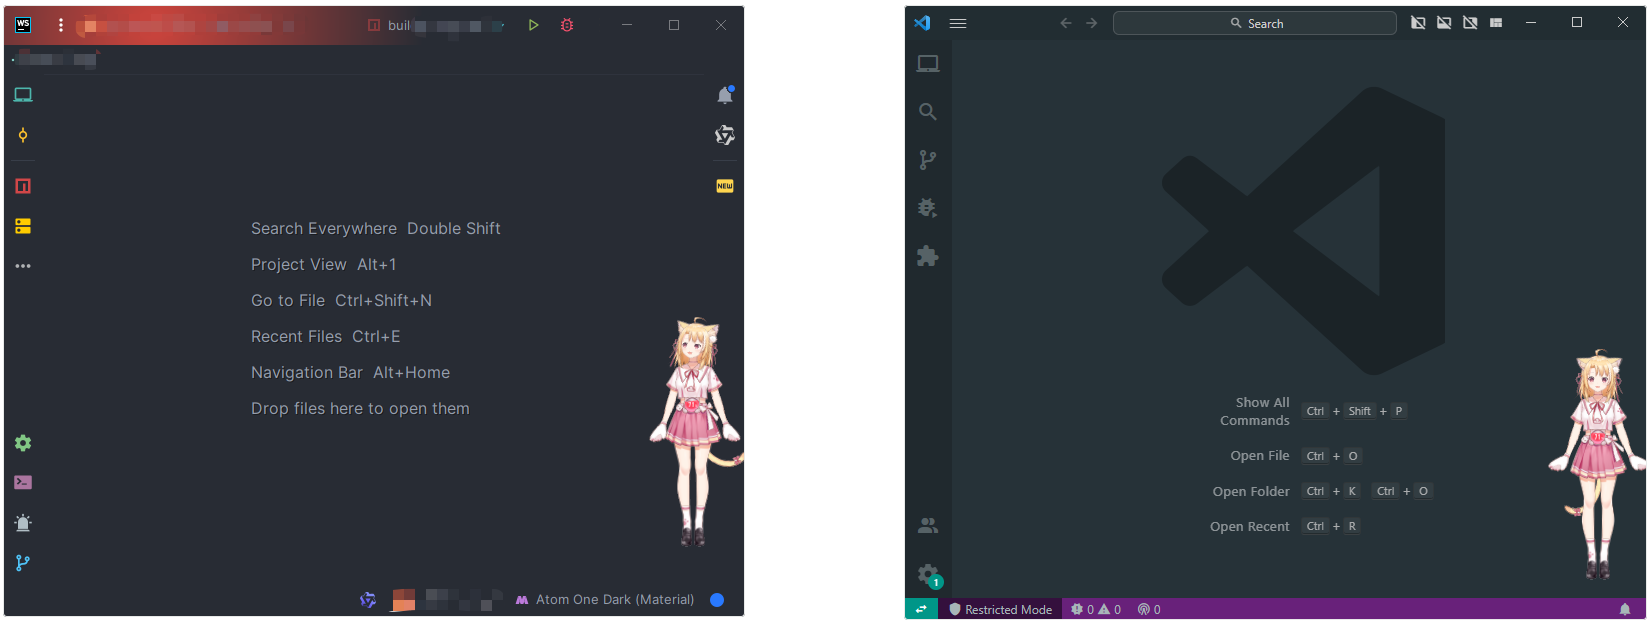 WS
buil
NEW
Search Everywhere Double Shift
Project View Alt+1
Go to File Ctrl+Shift+N
Recent Files Ctrl+E
Navigation Bar Alt+Home
Drop files here to open them
Atom One Dark (Material)
Search
Show All Commands Ctrl + Shift + P
Open File Ctrl + O
Open Folder Ctrl + K Ctrl + O
Open Recent Ctrl + R
1
Restricted Mode 0 0 0